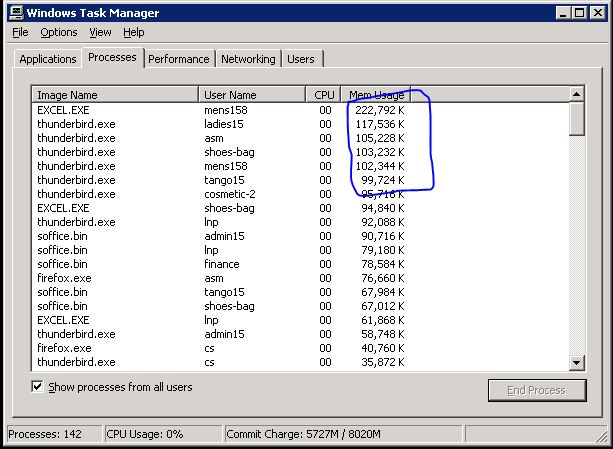 Windows Task Manager
File Options View Help
Applications Processes Performance Networking Users
Image Name User Name CPU Mem Usage
EXCEL.EXE mens158 00 222,792 K
thunderbird.exe ladies15 00 117,536 K
thunderbird.exe asm 00 105,228 K
thunderbird.exe shoes-bag 00 103,232 K
thunderbird.exe mens158 00 102,344 K
thunderbird.exe tango15 00 99,724 K
thunderbird.exe cosmetic-2 00 95,716 K
EXCEL.EXE shoes-bag 00 94,840 K
thunderbird.exe lnp 00 92,088 K
soffice.bin admin15 00 90,716 K
soffice.bin lnp 00 79,180 K
soffice.bin finance 00 78,584 K
firefox.exe asm 00 76,660 K
soffice.bin tango15 00 67,984 K
soffice.bin shoes-bag 00 67,012 K
EXCEL.EXE lnp 00 61,868 K
thunderbird.exe admin15 00 58,748 K
firefox.exe cs 00 40,760 K
thunderbird.exe cs 00 35,872 K
Show processes from all users End Process
Processes: 142 CPU Usage: 0% Commit Charge: 5727M / 8020M